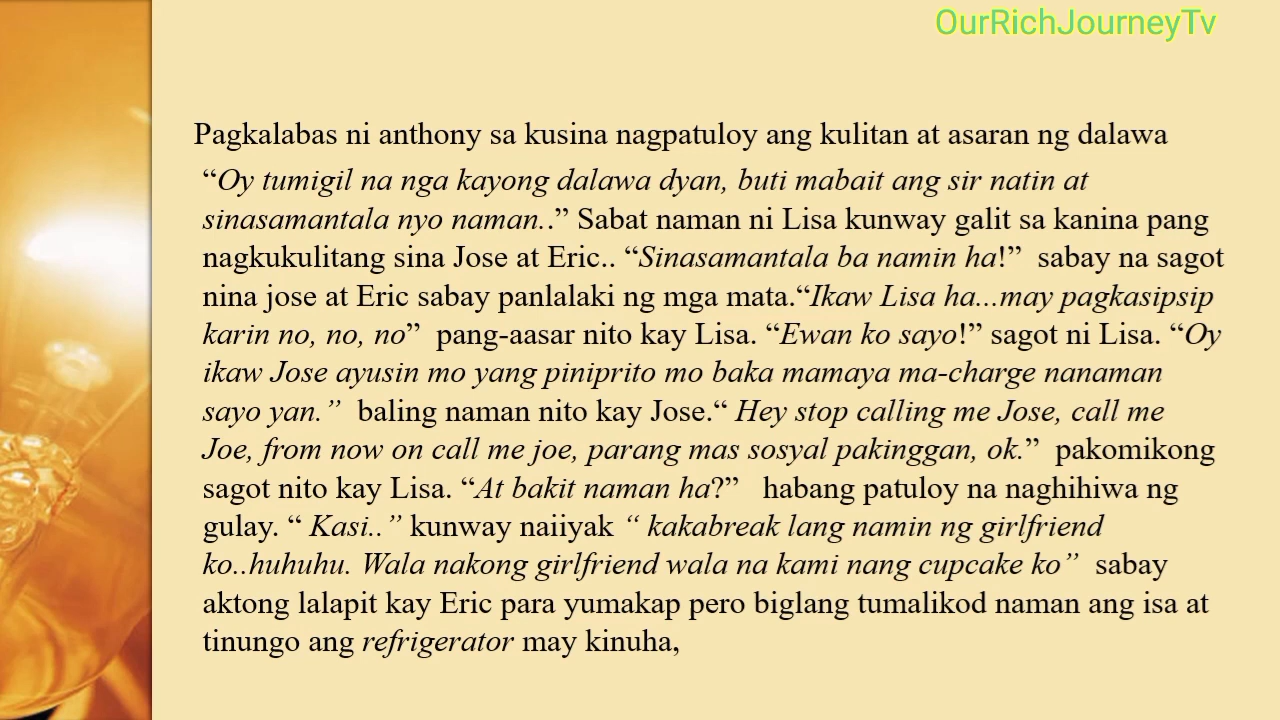 OurRichJourneyTv
Pagkalabas ni anthony sa kusina nagpatuloy ang kulitan at asaran ng dalawa
“Oy tumigil na nga kayong dalawa dyan, buti mabait ang sir natin at
sinasamantala nyo naman..” Sabat naman ni Lisa kunway galit sa kanina pang
nagkukulitang sina Jose at Eric.. “Sinasamantala ba namin ha!”  sabay na sagot
nina jose at Eric sabay panlalaki ng mga mata.“Ikaw Lisa ha...may pagkasipsip
karin no, no, no”  pang-aasar nito kay Lisa. “Ewan ko sayo!” sagot ni Lisa. “Oy
ikaw Jose ayusin mo yang piniprito mo baka mamaya ma-charge nanaman
sayo yan.”  baling naman nito kay Jose.“ Hey stop calling me Jose, call me
Joe, from now on call me joe, parang mas sosyal pakinggan, ok.”  pakomikong
sagot nito kay Lisa. “At bakit naman ha?”   habang patuloy na naghihiwa ng
gulay. “ Kasi..” kunway naiiyak “ kakabreak lang namin ng girlfriend
ko..huhuhu. Wala nakong girlfriend wala na kami nang cupcake ko”  sabay
aktong lalapit kay Eric para yumakap pero biglang tumalikod naman ang isa at
tinungo ang refrigerator may kinuha,